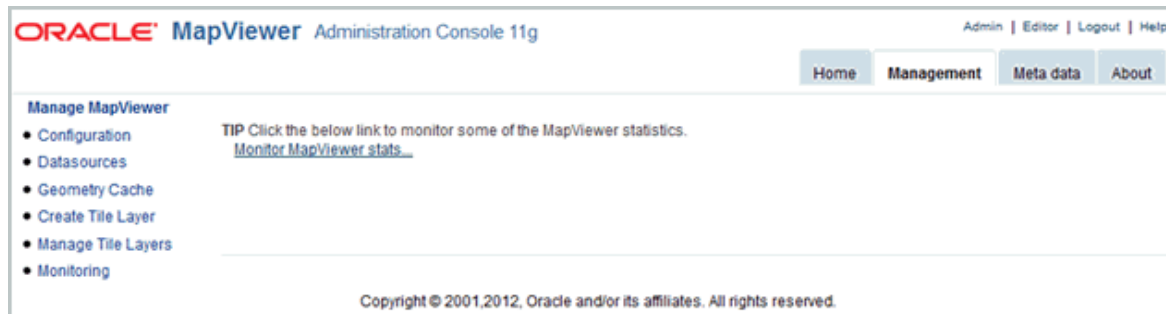 ORACLE MapViewer Administration Console 11g
Admin | Editor | Logout | Help
Home Management Meta data About
Manage MapViewer
Configuration
Datasources
Geometry Cache
Create Tile Layer
Manage Tile Layers
Monitoring
TIP Click the below link to monitor some of the MapViewer statistics.
Monitor MapViewer stats...
Copyright © 2001,2012, Oracle and/or its affiliates. All rights reserved.